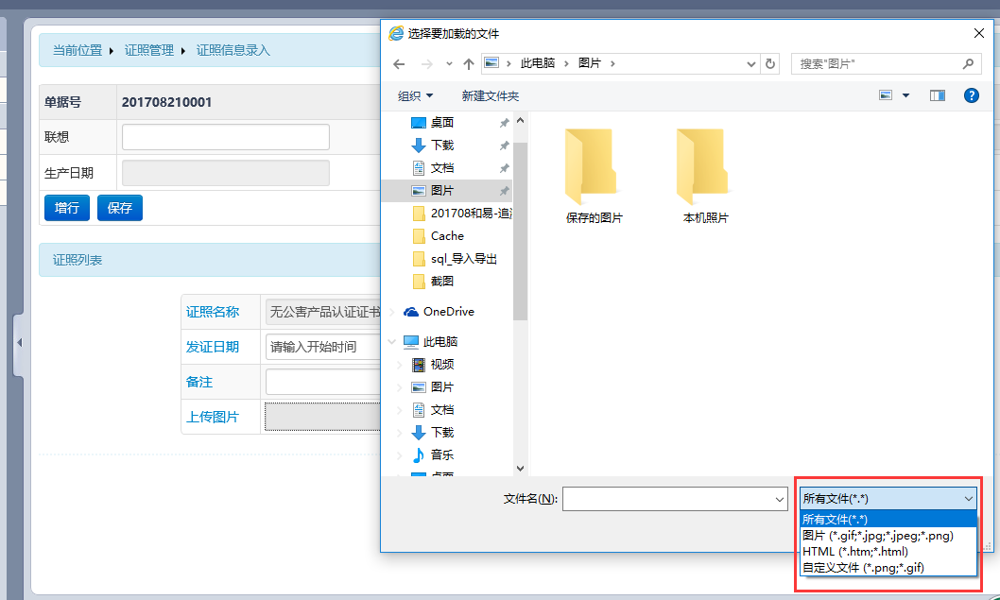 当前位置 证照管理 证照信息录入
单据号 201708210001
联想
生产日期
增行 保存
证照列表
证照名称 无公害产品认证证书
发证日期 请输入开始时间
备注
上传图片
选择要加载的文件
此电脑 图片
搜索"图片"
组织 新建文件夹
桌面
下载
文档
图片
201708和易-追
Cache
sql_导入导出
截图
OneDrive
此电脑
视频
图片
文档
下载
音乐
桌面
保存的图片 本机照片
文件名(N):
所有文件(*.*)
所有文件(*.*)
图片 (*.gif;*.jpg;*.jpeg;*.png)
HTML (*.htm;*.html)
自定义文件 (*.png;*.gif)